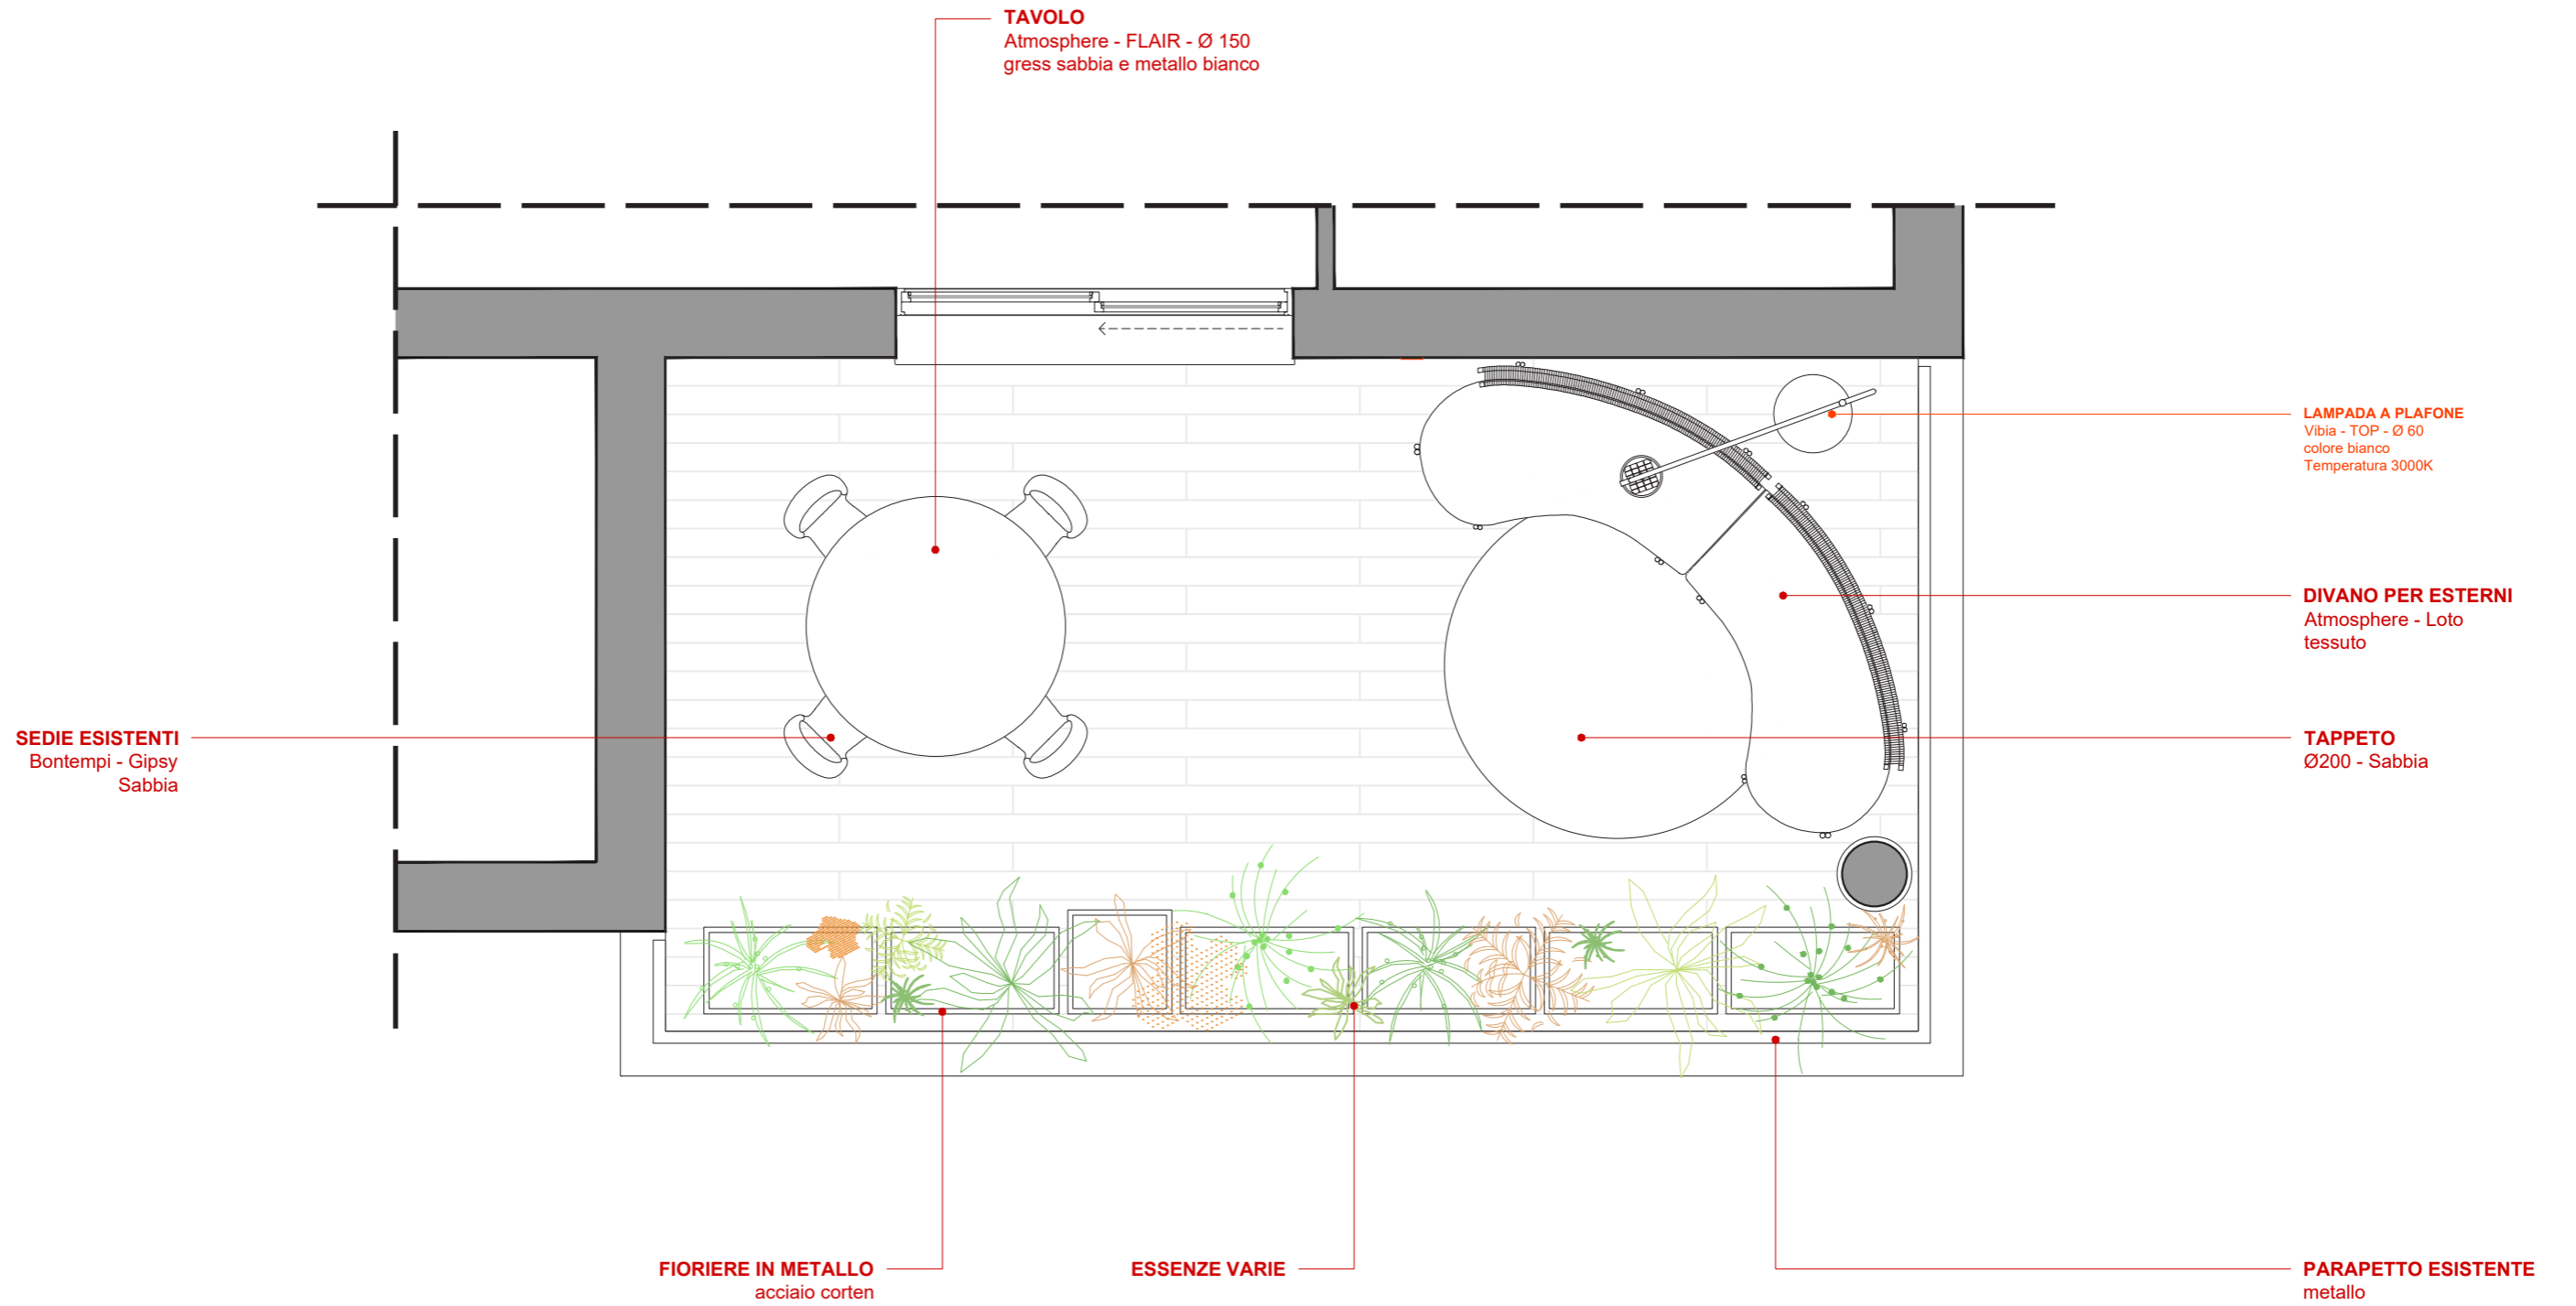 TAVOLO
Atmosphere - FLAIR - Ø 150
gress sabbia e metallo bianco
LAMPADA A PLAFONE
Vibia - TOP - Ø 60
colore bianco
Temperatura 3000K
DIVANO PER ESTERNI
Atmosphere - Loto
tessuto
SEDIE ESISTENTI
Bontempi - Gipsy
Sabbia
TAPPETO
Ø200 - Sabbia
FIORIERE IN METALLO
acciaio corten
ESSENZE VARIE
PARAPETTO ESISTENTE
metallo